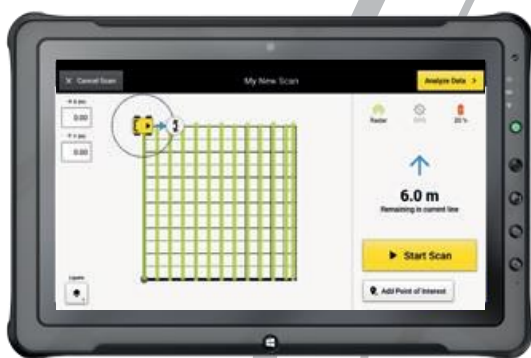 X Cancel Scan
My New Scan
Analyze Data >
0.00
0.00
Radar
GPS
20 %
6.0 m
Remaining in current line
Start Scan
Layers
Add Point of Interest